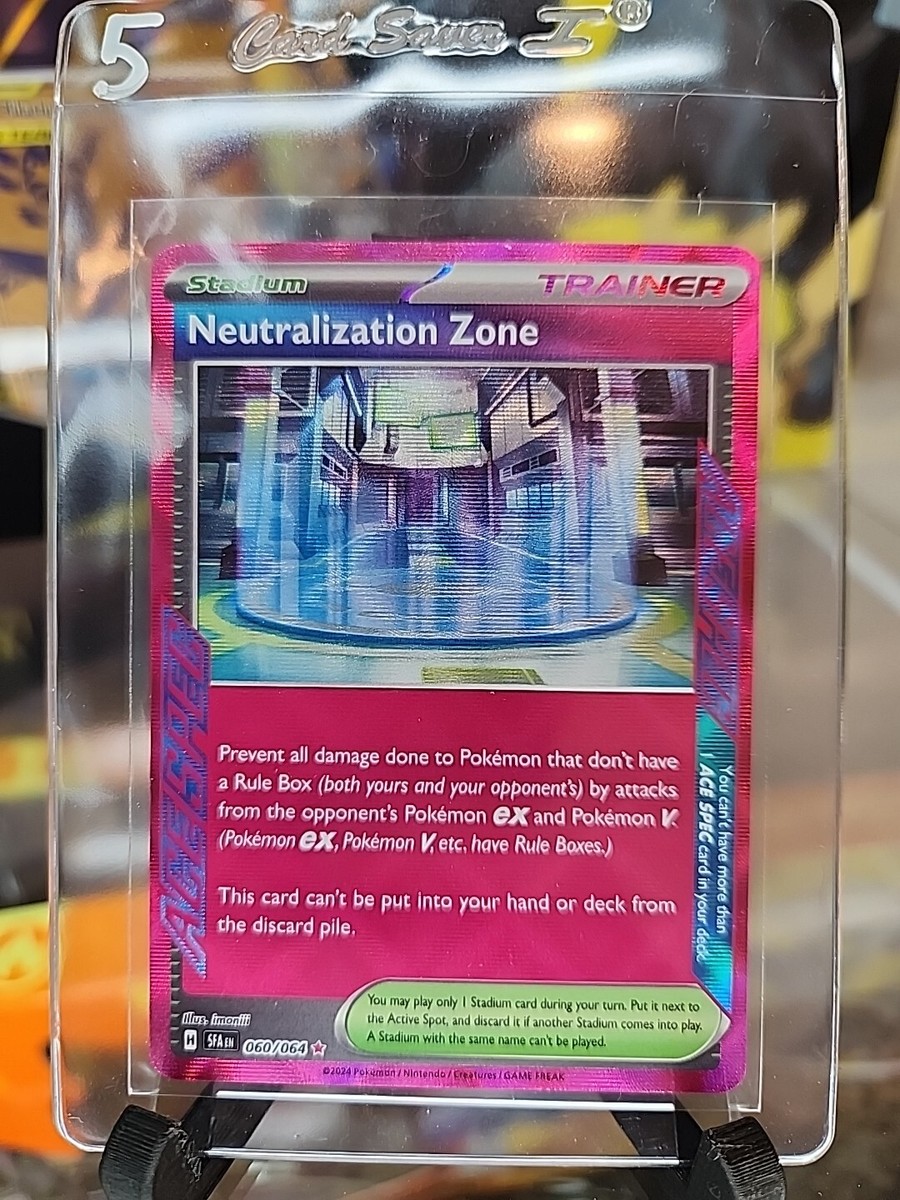 5
Card Saver I®
Stadium
TRAINER
Neutralization Zone
ACE SPEC
ACE SPEC
Prevent all damage done to Pokémon that don't have
a Rule Box (both yours and your opponent's) by attacks
from the opponent's Pokémon ex and Pokémon V.
(Pokémon ex, Pokémon V, etc. have Rule Boxes.)
This card can't be put into your hand or deck from
the discard pile.
You can't have more than
1 ACE SPEC card in your deck.
You may play only 1 Stadium card during your turn. Put it next to
the Active Spot, and discard it if another Stadium comes into play.
A Stadium with the same name can't be played.
Illus. imoniii
H SFA EN 060/064
©2024 Pokémon / Nintendo / Creatures / GAME FREAK